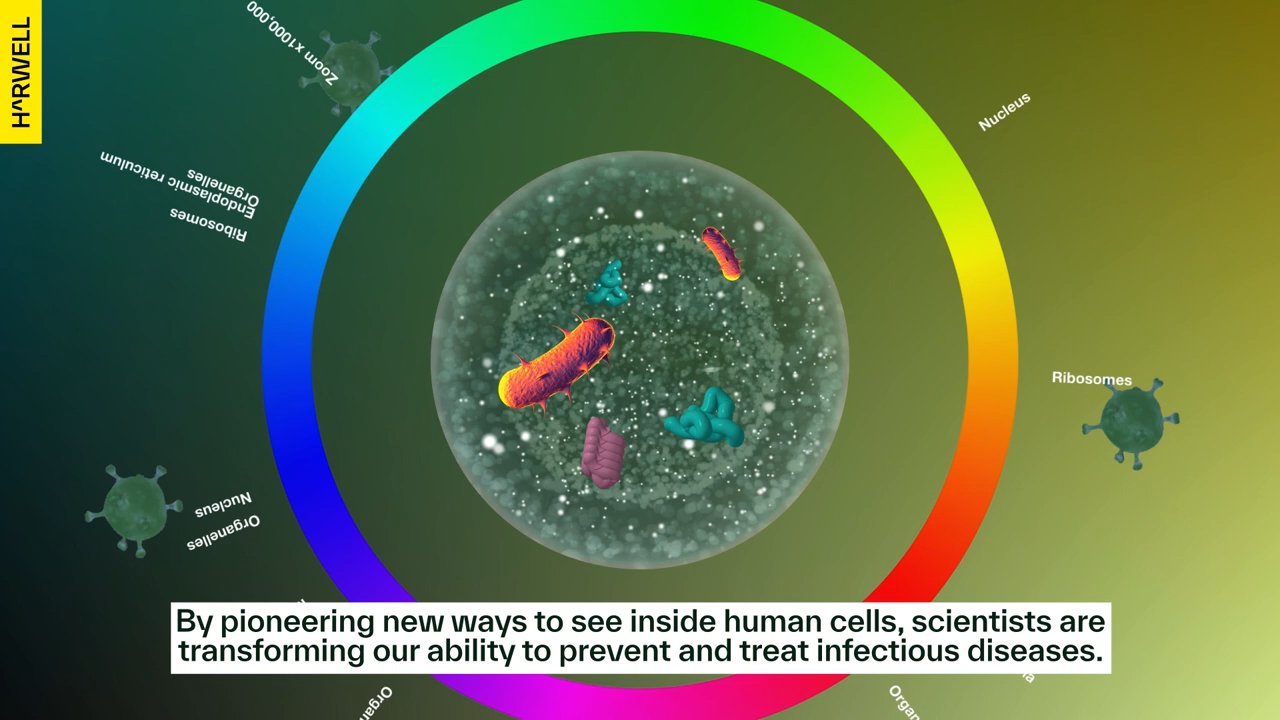 HARWELL
Zoom x1000,000
Nucleus
Organelles
Endoplasmic reticulum
Ribosomes
Ribosomes
Nucleus
Organelles
By pioneering new ways to see inside human cells, scientists are
transforming our ability to prevent and treat infectious diseases.